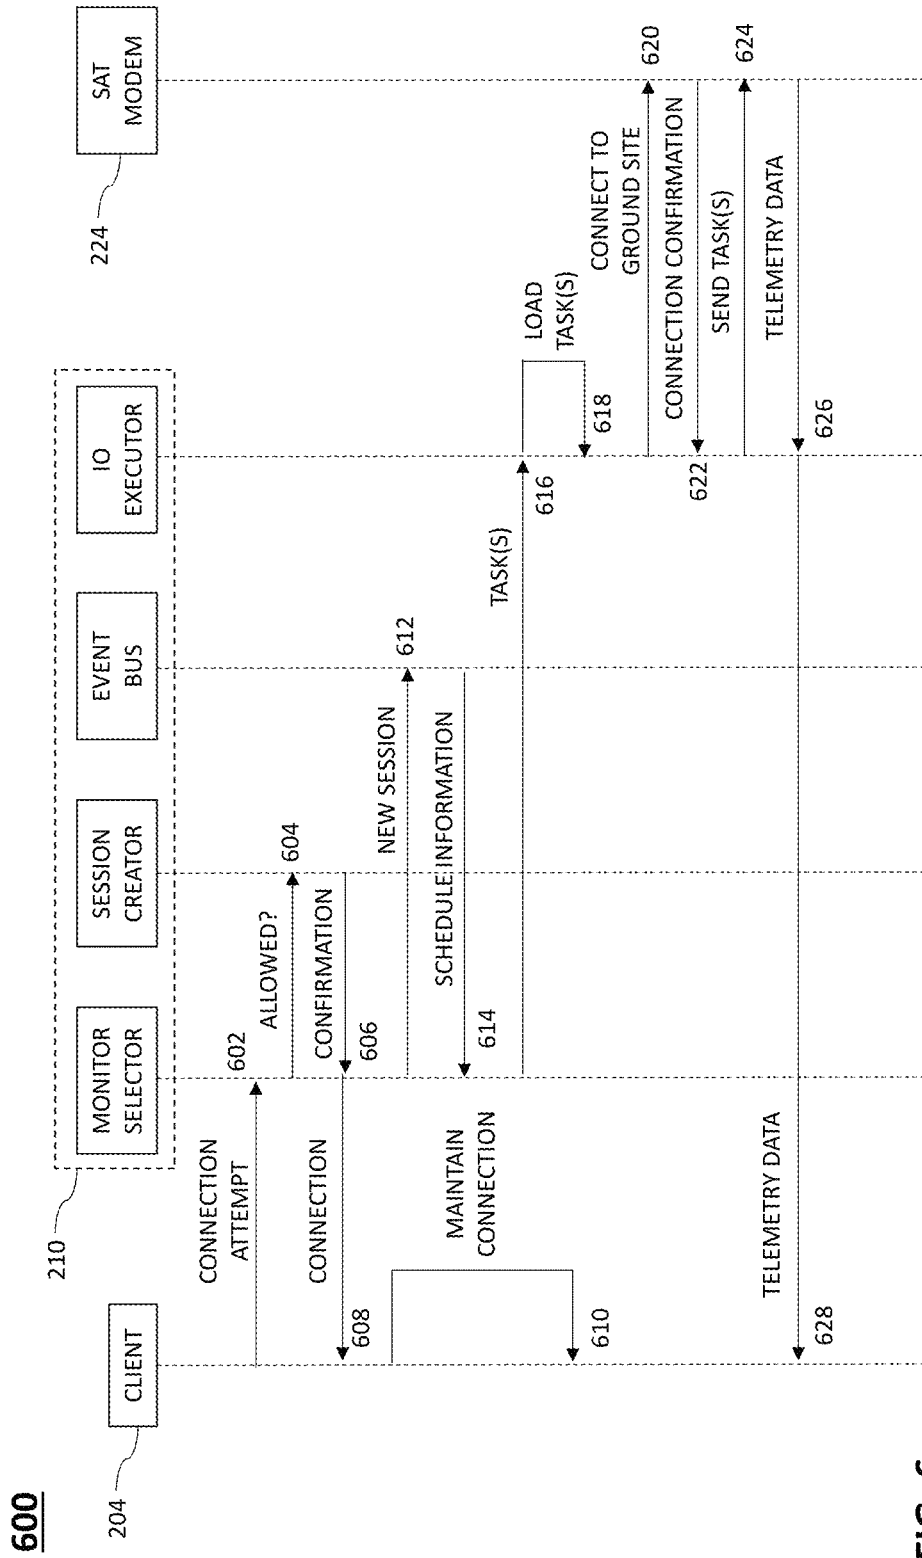 600
204
CLIENT
210
MONITOR
SELECTOR
SESSION
CREATOR
EVENT
BUS
IO
EXECUTOR
224
SAT
MODEM
CONNECTION
ATTEMPT
602
ALLOWED?
604
CONFIRMATION
606
CONNECTION
608
MAINTAIN
CONNECTION
610
NEW SESSION
612
SCHEDULE INFORMATION
614
TASK(S)
616
LOAD
TASK(S)
618
CONNECT TO
GROUND SITE
620
CONNECTION CONFIRMATION
622
SEND TASK(S)
624
TELEMETRY DATA
626
TELEMETRY DATA
628